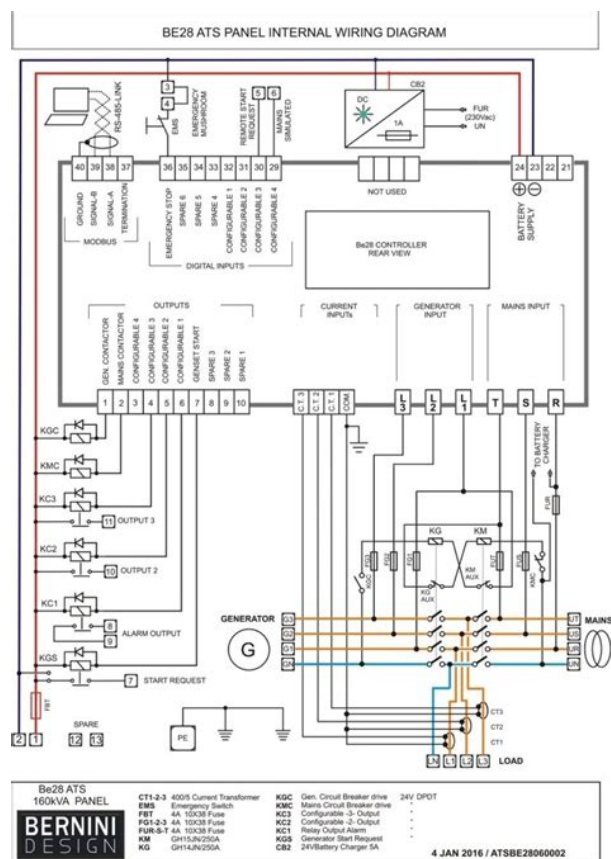 BE28 ATS PANEL INTERNAL WIRING DIAGRAM
RS-485-LINK
3
4
EMS
EMERGENCY
MUSHROOM
REMOTE START
REQUEST
5
6
MAINS
SIMULATED
DC
1A
CB2
FUR
(230Vac)
UN
40 39 38 37
36 35 34 33 32 31 30 29
24 23 22 21
GROUND
SIGNAL-B
SIGNAL-A
TERMINATION
MODBUS
EMERGENCY STOP
SPARE 6
SPARE 5
SPARE 4
CONFIGURABLE 1
CONFIGURABLE 2
CONFIGURABLE 3
CONFIGURABLE 4
DIGITAL INPUTS
NOT USED
BATTERY
SUPPLY
Be28 CONTROLLER
REAR VIEW
OUTPUTS
CURRENT
INPUTs
GENERATOR
INPUT
MAINS INPUT
GEN. CONTACTOR
MAINS CONTACTOR
CONFIGURABLE 4
CONFIGURABLE 3
CONFIGURABLE 2
CONFIGURABLE 1
GENSET START
SPARE 3
SPARE 2
SPARE 1
1 2 3 4 5 6 7 8 9 10
C.T. 3
C.T. 2
C.T. 1
COM.
L3 L2 L1 T S R
KGC
KMC
KC3
11 OUTPUT 3
KC2
10 OUTPUT 2
KC1
8
9
ALARM OUTPUT
KGS
7 START REQUEST
FBT
2 1
SPARE
12 13
TO BATTERY
CHARGER
FUR
KG KM
KGC
FG3
FG2
FG1
KG
AUX
KM
AUX
FUT
FUS
KMC
GENERATOR
G
G3
G2
G1
GN
UT
US
UR
UN
MAINS
CT3
CT2
CT1
PE
LN L1 L2 L3
LOAD
Be28 ATS
160kVA PANEL
BERNINI
DESIGN
CT1-2-3 400/5 Current Transformer
EMS Emergency Switch
FBT 4A 10X38 Fuse
FG1-2-3 4A 10X38 Fuse
FUR-S-T 4A 10X38 Fuse
KM GH15JN/250A
KG GH14JN/250A
KGC Gen. Circuit Breaker drive 24V DPDT
KMC Mains Circuit Breaker drive "
KC3 Configurable -3- Output "
KC2 Configurable -2- Output "
KC1 Relay Output Alarm "
KGS Generator Start Request "
CB2 24VBattery Charger 5A
4 JAN 2016 / ATSBE28060002